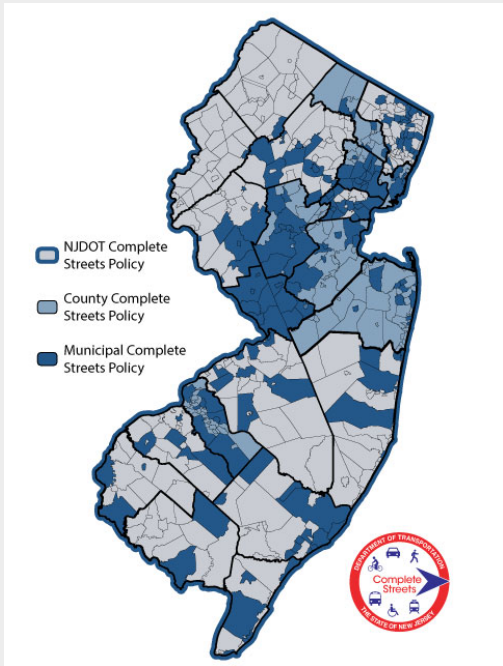 NJDOT Complete
Streets Policy
County Complete
Streets Policy
Municipal Complete
Streets Policy
DEPARTMENT OF TRANSPORTATION
Complete
Streets
THE STATE OF NEW JERSEY